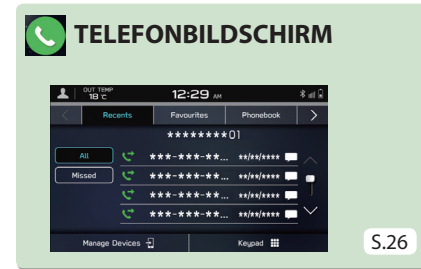 TELEFONBILDSCHIRM
OUT TEMP
18 °C
12:29 AM
Recents Favourites Phonebook
********01
All
***-***-**... **/**/****
Missed
***-***-**... **/**/****
***-***-**... **/**/****
***-***-**... **/**/****
Manage Devices Keypad
S.26